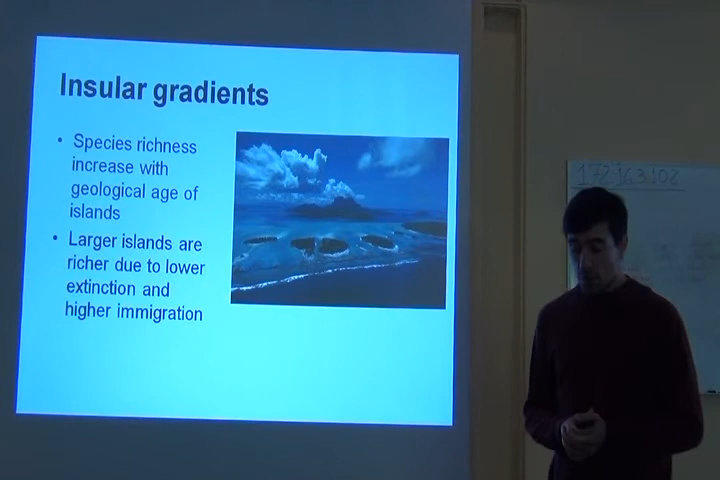 Insular gradients
• Species richness
increase with
geological age of
islands
• Larger islands are
richer due to lower
extinction and
higher immigration